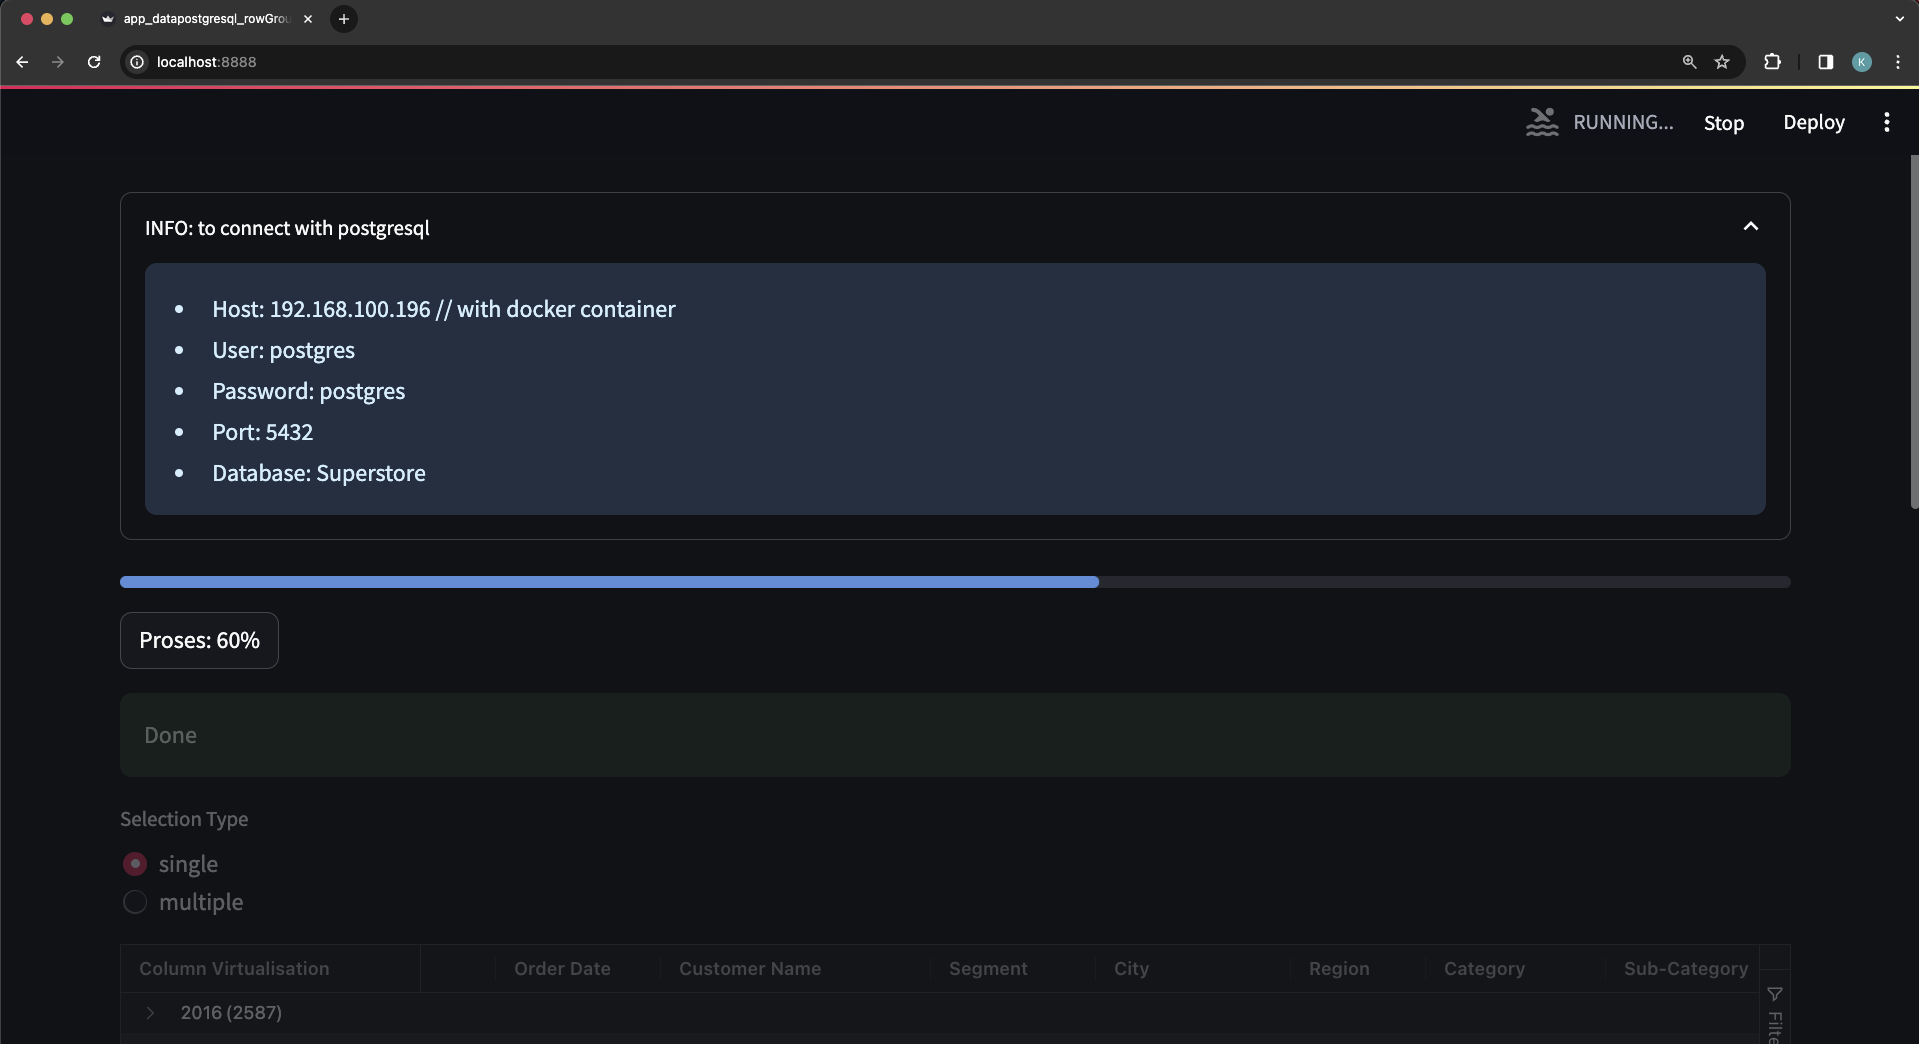 app_datapostgresql_rowGrou
localhost:8888
K
RUNNING...
Stop
Deploy
INFO: to connect with postgresql
• Host: 192.168.100.196 // with docker container
• User: postgres
• Password: postgres
• Port: 5432
• Database: Superstore
Proses: 60%
Done
Selection Type
single
multiple
Column Virtualisation Order Date Customer Name Segment City Region Category Sub-Category
2016 (2587)
Filte